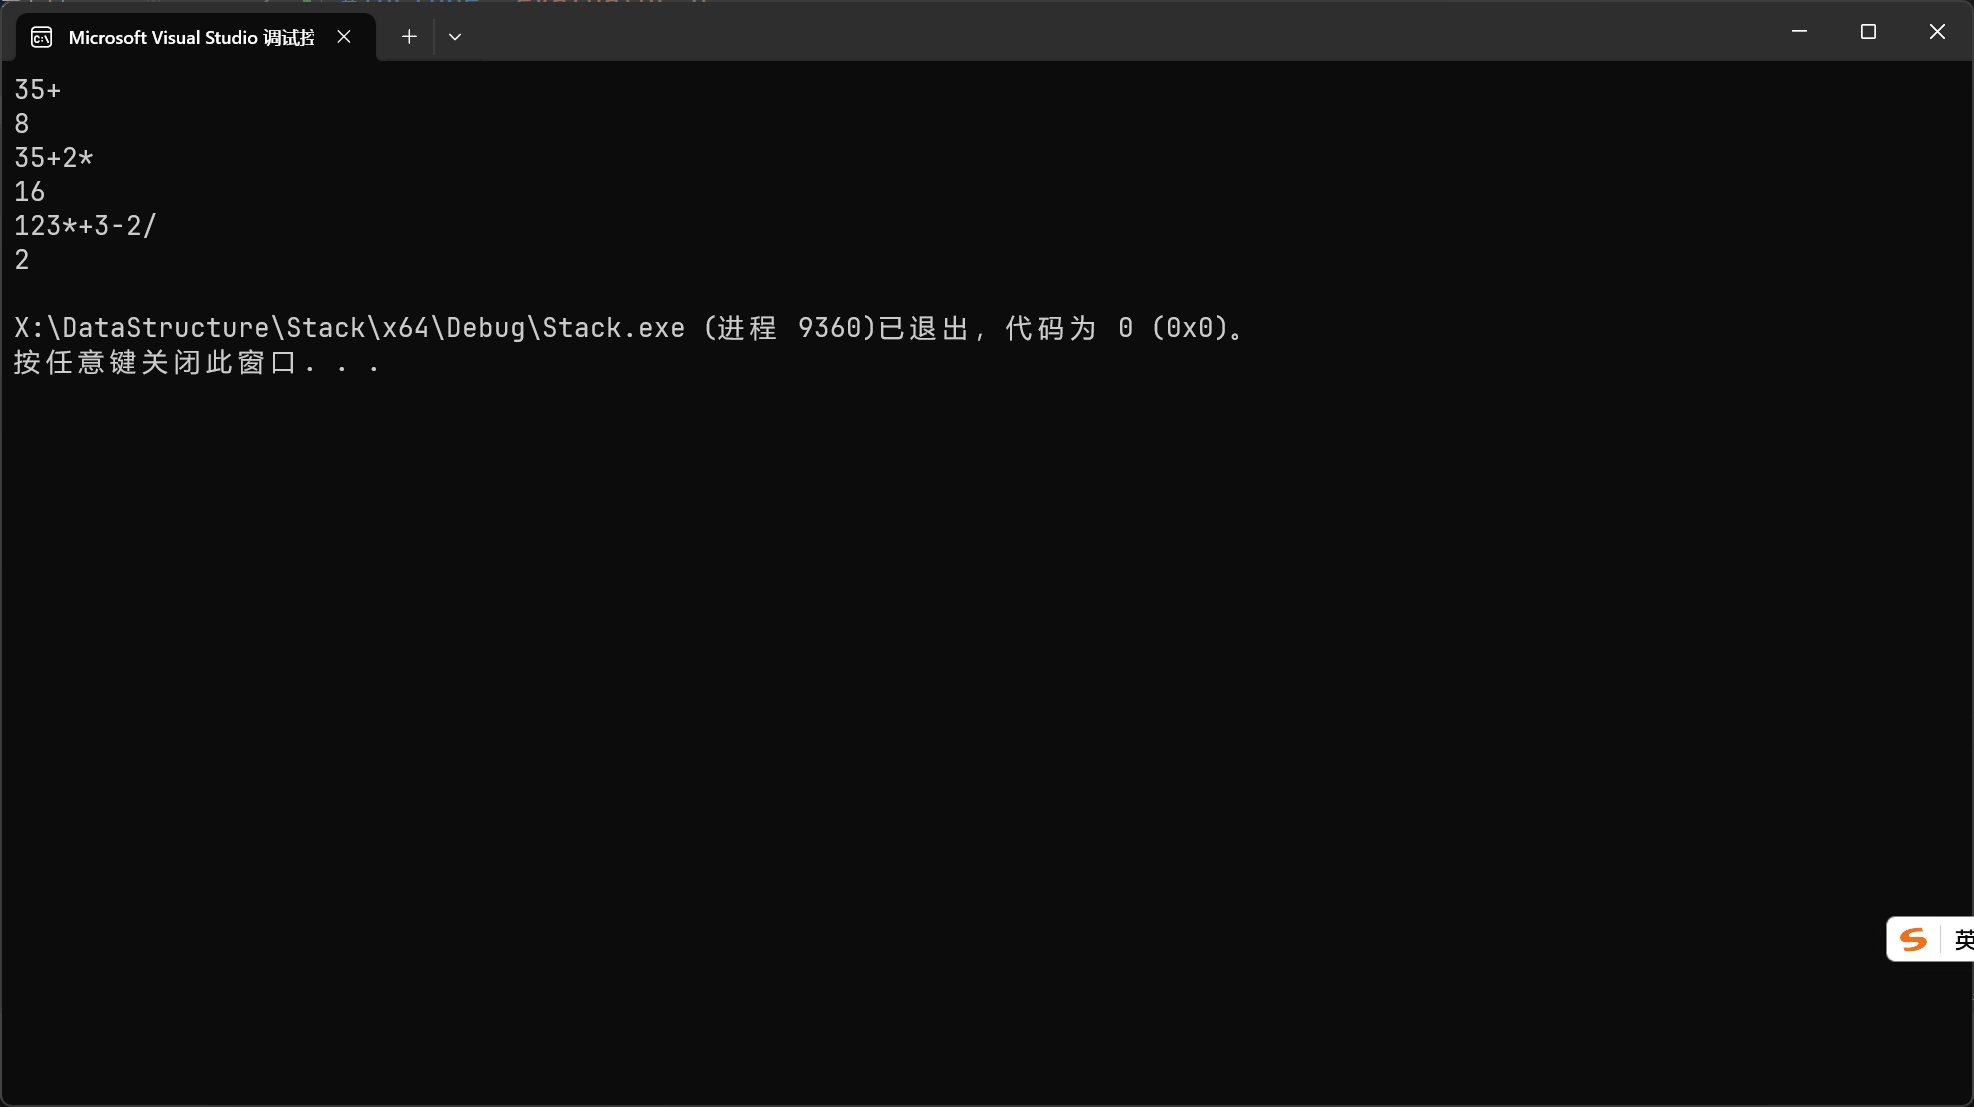 Microsoft Visual Studio 调试控
35+
8
35+2*
16
123*+3-2/
2
X:\DataStructure\Stack\x64\Debug\Stack.exe (进程 9360)已退出，代码为 0 (0x0)。
按任意键关闭此窗口. . .
英